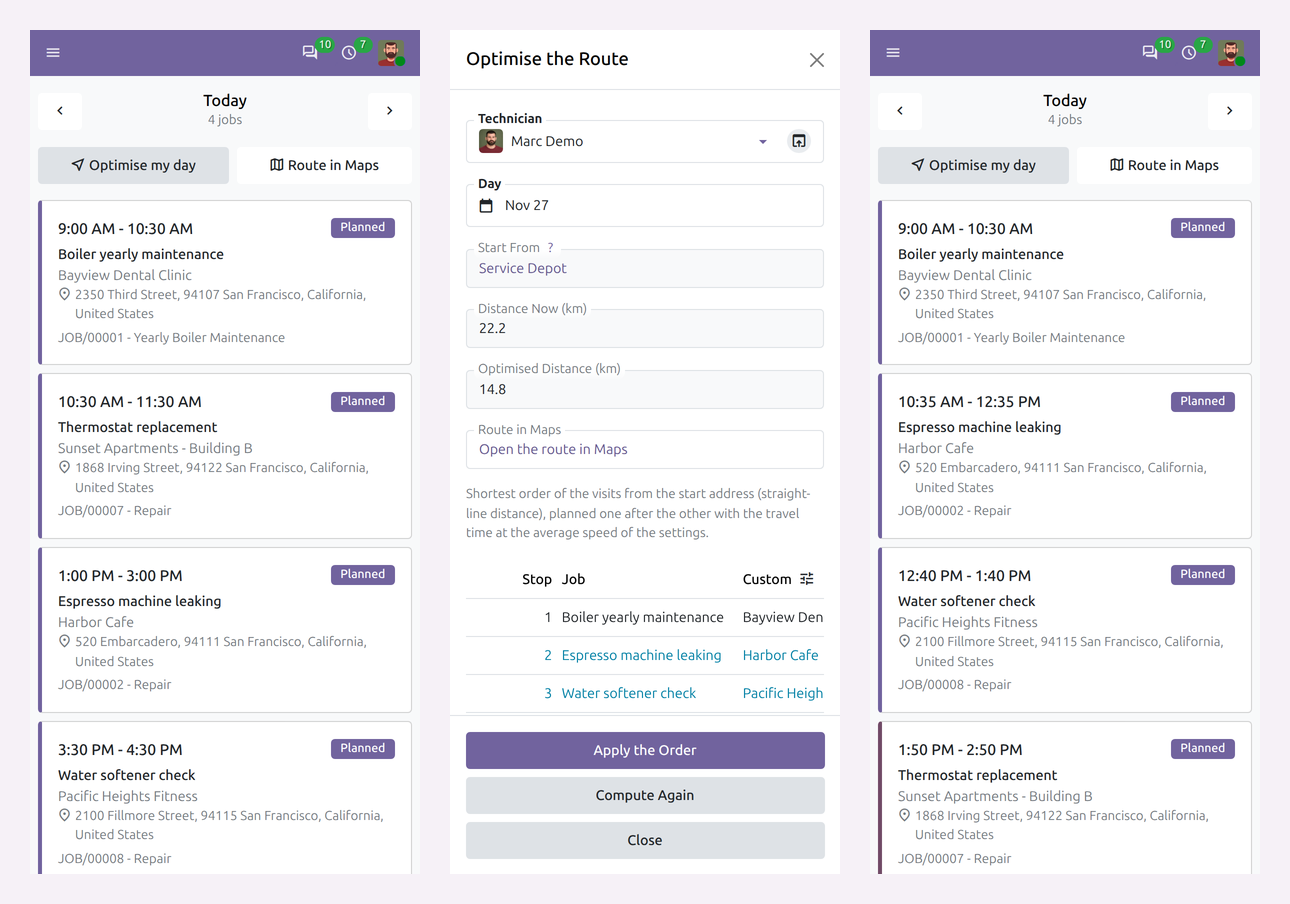 10
7
Today
4 jobs
Optimise my day
Route in Maps
9:00 AM - 10:30 AM
Planned
Boiler yearly maintenance
Bayview Dental Clinic
2350 Third Street, 94107 San Francisco, California,
United States
JOB/00001 - Yearly Boiler Maintenance
10:30 AM - 11:30 AM
Planned
Thermostat replacement
Sunset Apartments - Building B
1868 Irving Street, 94122 San Francisco, California,
United States
JOB/00007 - Repair
1:00 PM - 3:00 PM
Planned
Espresso machine leaking
Harbor Cafe
520 Embarcadero, 94111 San Francisco, California,
United States
JOB/00002 - Repair
3:30 PM - 4:30 PM
Planned
Water softener check
Pacific Heights Fitness
2100 Fillmore Street, 94115 San Francisco, California,
United States
JOB/00008 - Repair
Optimise the Route
Technician
Marc Demo
Day
Nov 27
Start From ?
Service Depot
Distance Now (km)
22.2
Optimised Distance (km)
14.8
Route in Maps
Open the route in Maps
Shortest order of the visits from the start address (straight-
line distance), planned one after the other with the travel
time at the average speed of the settings.
Stop Job Custom
1 Boiler yearly maintenance Bayview Den
2 Espresso machine leaking Harbor Cafe
3 Water softener check Pacific Heigh
Apply the Order
Compute Again
Close
10
7
Today
4 jobs
Optimise my day
Route in Maps
9:00 AM - 10:30 AM
Planned
Boiler yearly maintenance
Bayview Dental Clinic
2350 Third Street, 94107 San Francisco, California,
United States
JOB/00001 - Yearly Boiler Maintenance
10:35 AM - 12:35 PM
Planned
Espresso machine leaking
Harbor Cafe
520 Embarcadero, 94111 San Francisco, California,
United States
JOB/00002 - Repair
12:40 PM - 1:40 PM
Planned
Water softener check
Pacific Heights Fitness
2100 Fillmore Street, 94115 San Francisco, California,
United States
JOB/00008 - Repair
1:50 PM - 2:50 PM
Planned
Thermostat replacement
Sunset Apartments - Building B
1868 Irving Street, 94122 San Francisco, California,
United States
JOB/00007 - Repair